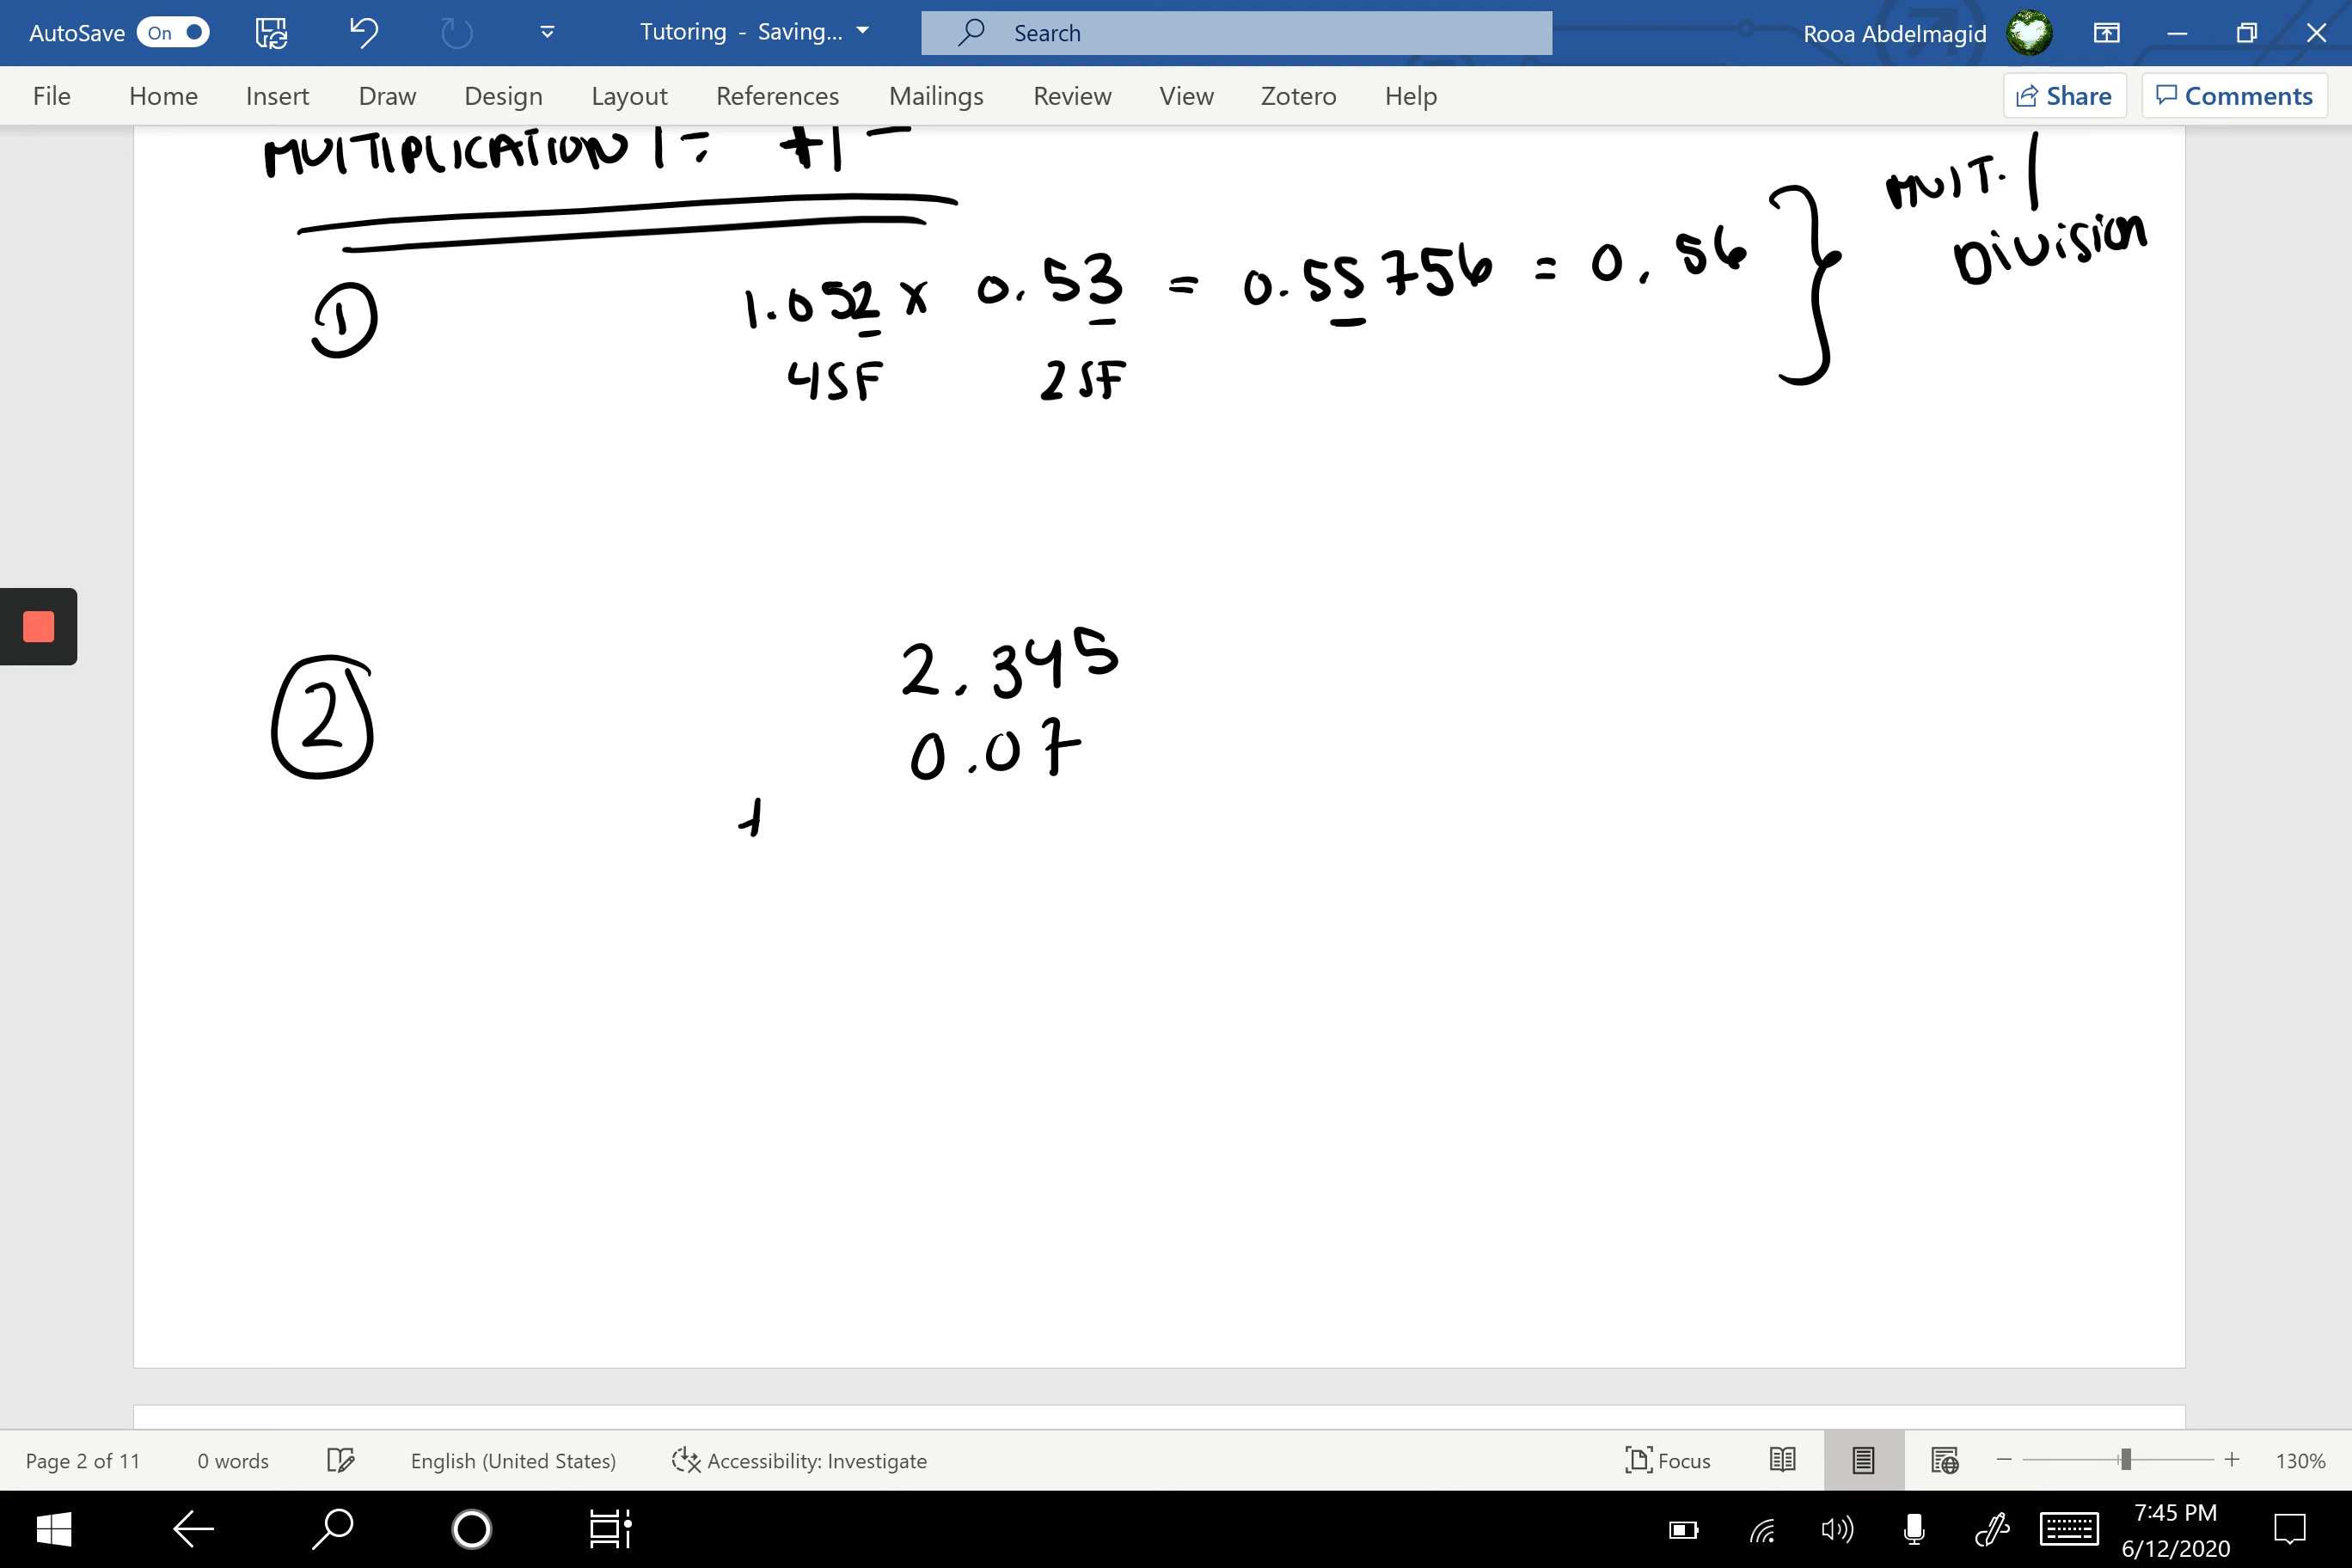 AutoSave On Tutoring - Saving... Search Rooa Abdelmagid
File Home Insert Draw Design Layout References Mailings Review View Zotero Help Share Comments
MULTIPLICATION / ÷ +/-
① 1.052 x 0.53 = 0.55756 = 0.56 } MULT. /
Division
4SF 2SF
② 2.345
0.07
+
Page 2 of 11 0 words English (United States) Accessibility: Investigate Focus 130%
7:45 PM
6/12/2020